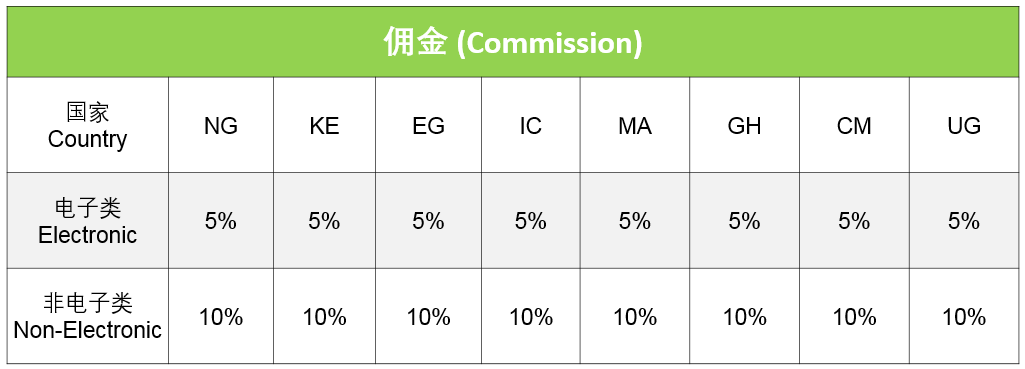 佣金 (Commission)
国家
Country
NG KE EG IC MA GH CM UG
电子类
Electronic
5% 5% 5% 5% 5% 5% 5% 5%
非电子类
Non-Electronic
10% 10% 10% 10% 10% 10% 10% 10%